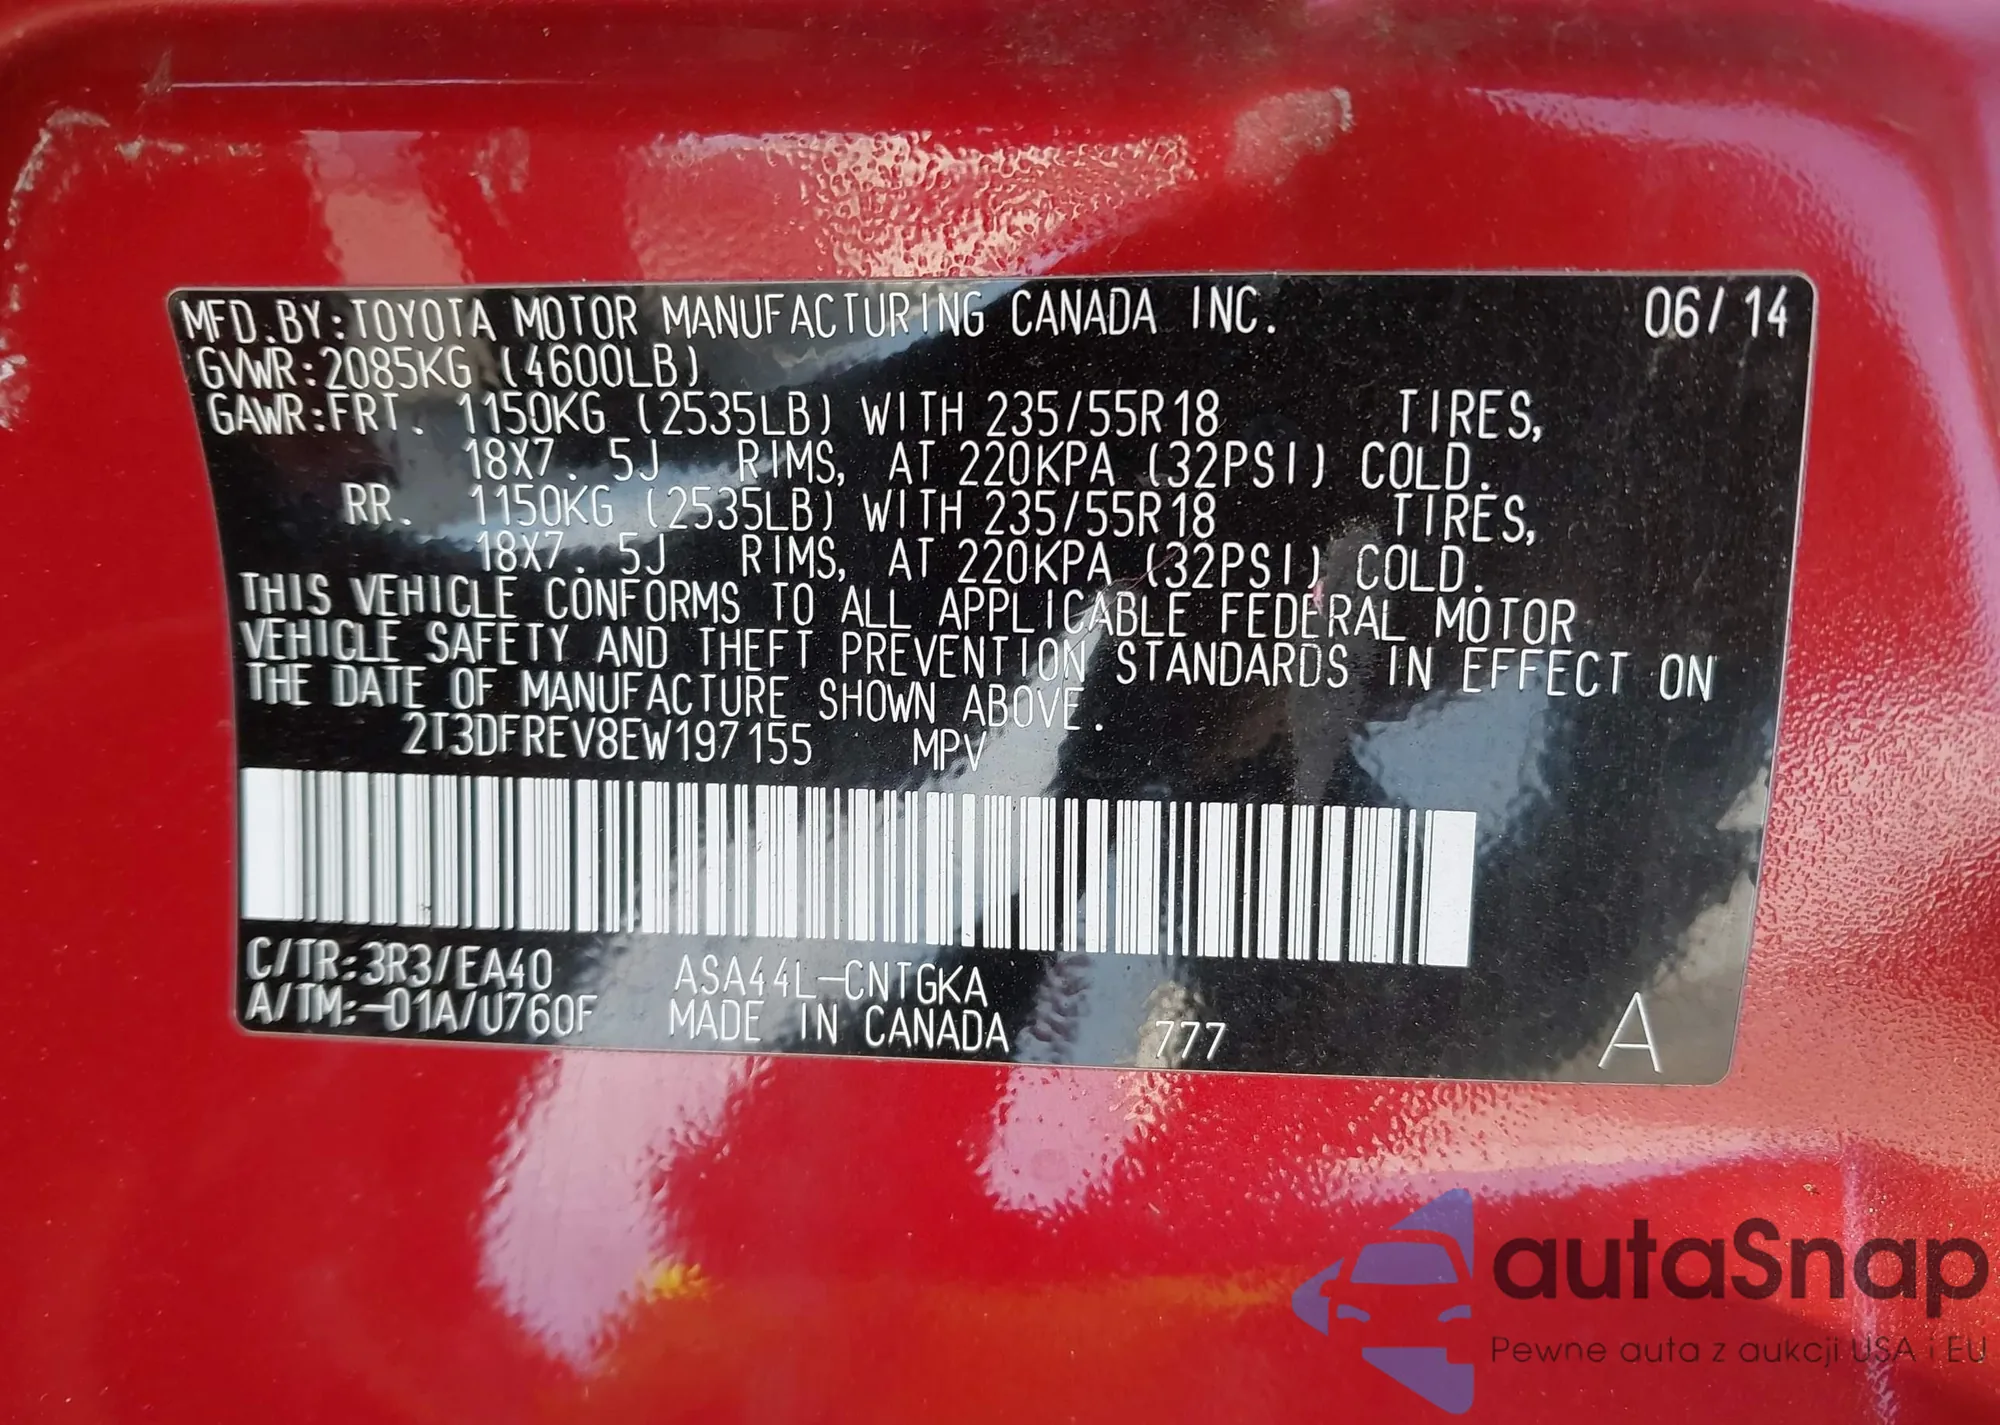 MFD.BY:TOYOTA MOTOR MANUFACTURING CANADA INC. 06/14
GVWR:2085KG (4600LB)
GAWR:FRT. 1150KG (2535LB) WITH 235/55R18 TIRES,
18X7.5J RIMS, AT 220KPA (32PSI) COLD.
RR. 1150KG (2535LB) WITH 235/55R18 TIRES,
18X7.5J RIMS, AT 220KPA (32PSI) COLD.
THIS VEHICLE CONFORMS TO ALL APPLICABLE FEDERAL MOTOR
VEHICLE SAFETY AND THEFT PREVENTION STANDARDS IN EFFECT ON
THE DATE OF MANUFACTURE SHOWN ABOVE.
2T3DFREV8EW197155 MPV
C/TR:3R3/EA40 ASA44L-CNTGKA
A/TM:-01A/U760F MADE IN CANADA 777 A
autaSnap
Pewne auta z aukcji USA i EU